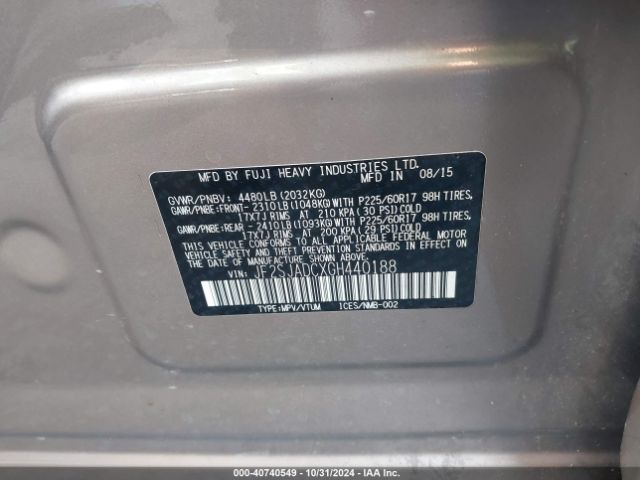 MFD BY FUJI HEAVY INDUSTRIES LTD.
MFD IN 08/15
GVWR/PNBV: 4480LB(2032KG)
GAWR/PNBE:FRONT-2310LB(1048KG)WITH P225/60R17 98H TIRES,
17X7J RIMS AT 210 KPA(30 PSI)COLD
GAWR/PNBE:REAR -2410LB(1093KG)WITH P225/60R17 98H TIRES,
17X7J RIMS AT 200 KPA(29 PSI)COLD
THIS VEHICLE CONFORMS TO ALL APPLICABLE FEDERAL MOTOR
VEHICLE SAFETY STANDARDS IN EFFECT ON THE DATE OF
MANUFACTURE SHOWN ABOVE.
VIN: JF2SJADCXGH440188
TYPE:MPV/VTUM ICES/NMB-002
000-40740549 • 10/31/2024 • IAA Inc.